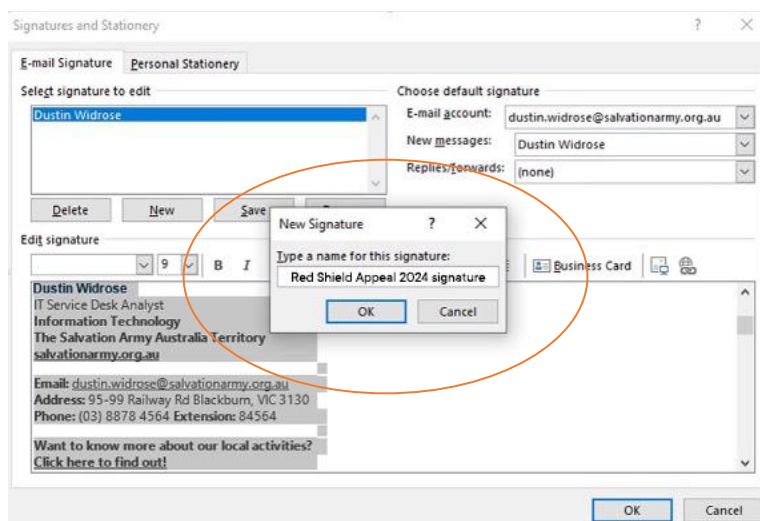 Signatures and Stationery ? ×
E-mail Signature Personal Stationery
Select signature to edit
Dustin Widrose
Choose default signature
E-mail account: dustin.widrose@salvationarmy.org.au
New messages: Dustin Widrose
Replies/forwards: (none)
Delete New Save
Edit signature
New Signature ? ×
Type a name for this signature:
Red Shield Appeal 2024 signature
OK Cancel
9 B I Business Card
Dustin Widrose
IT Service Desk Analyst
Information Technology
The Salvation Army Australia Territory
salvationarmy.org.au
Email: dustin.widrose@salvationarmy.org.au
Address: 95-99 Railway Rd Blackburn, VIC 3130
Phone: (03) 8878 4564 Extension: 84564
Want to know more about our local activities?
Click here to find out!
OK Cancel